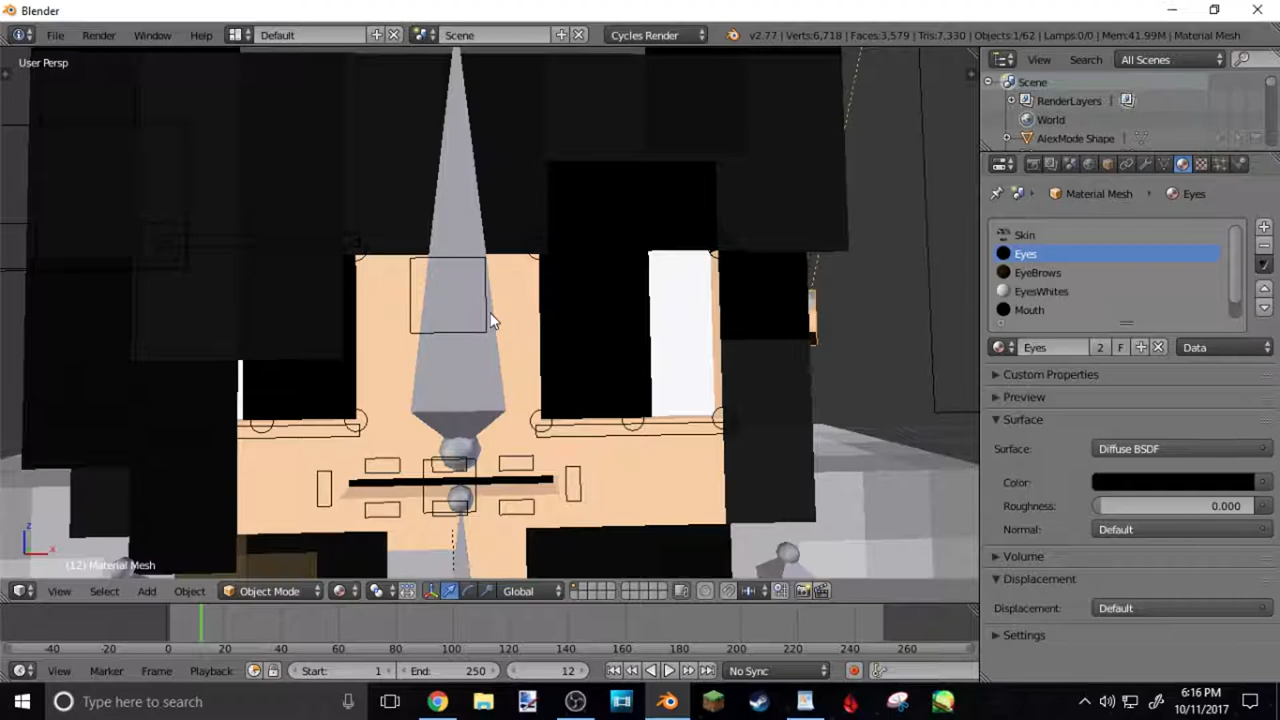 Blender
File Render Window Help Default Scene Cycles Render v2.77 | Verts:6,718 | Faces:3,579 | Tris:7,330 | Objects:1/62 | Lamps:0/0 | Mem:41.99M | Material Mesh
User Persp
View Search All Scenes
Scene
RenderLayers
World
AlexMode Shape
Material Mesh Eyes
Skin
Eyes
EyeBrows
EyesWhites
Mouth
Eyes 2 F Data
Custom Properties
Preview
Surface
Surface: Diffuse BSDF
Color:
Roughness: 0.000
Normal: Default
Volume
Displacement
Displacement: Default
Settings
z
x
(12) Material Mesh
View Select Add Object Object Mode Global
-40 -20 0 20 40 60 80 100 120 140 160 180 200 220 240 260
View Marker Frame Playback Start: 1 End: 250 12 No Sync
Type here to search
6:16 PM
10/11/2017